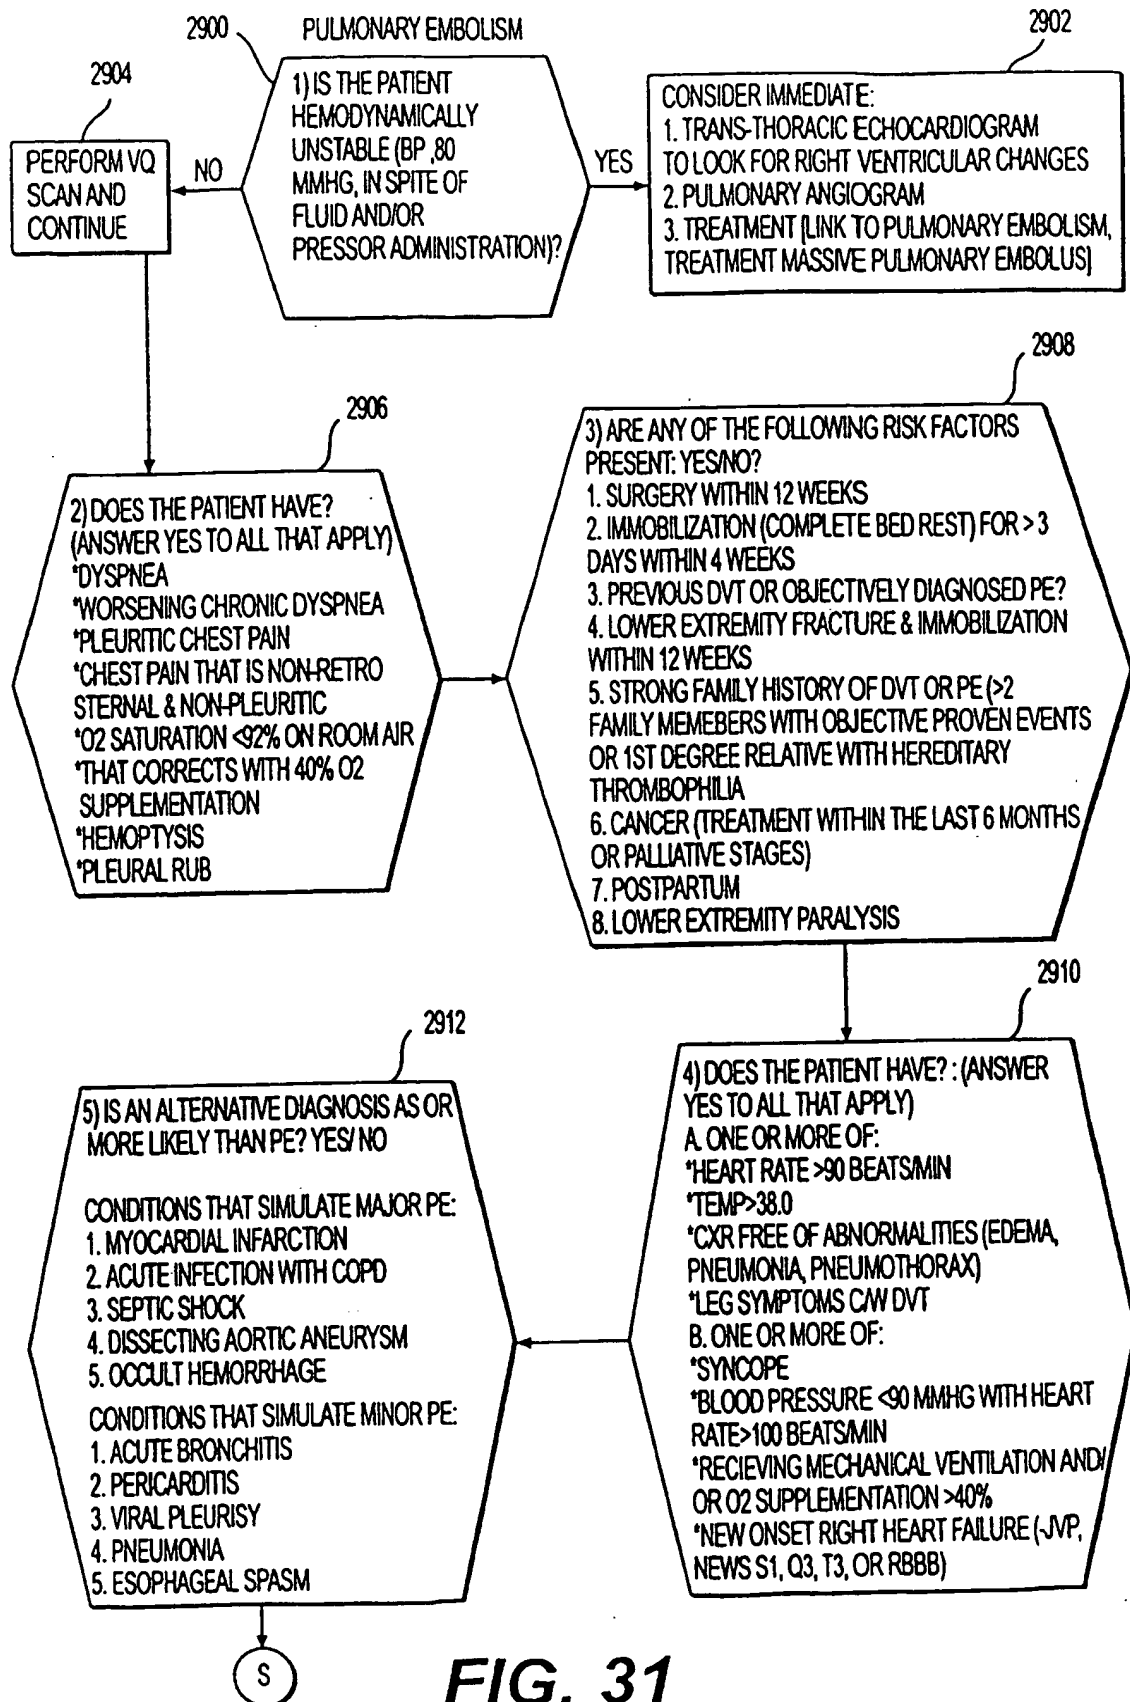 PULMONARY EMBOLISM
2900
1) IS THE PATIENT
HEMODYNAMICALLY
UNSTABLE (BP ,80
MMHG, IN SPITE OF
FLUID AND/OR
PRESSOR ADMINISTRATION)?
NO
YES
2902
CONSIDER IMMEDIATE:
1. TRANS-THORACIC ECHOCARDIOGRAM
TO LOOK FOR RIGHT VENTRICULAR CHANGES
2. PULMONARY ANGIOGRAM
3. TREATMENT [LINK TO PULMONARY EMBOLISM,
TREATMENT MASSIVE PULMONARY EMBOLUS]
2904
PERFORM VQ
SCAN AND
CONTINUE
2906
2) DOES THE PATIENT HAVE?
(ANSWER YES TO ALL THAT APPLY)
*DYSPNEA
*WORSENING CHRONIC DYSPNEA
*PLEURITIC CHEST PAIN
*CHEST PAIN THAT IS NON-RETRO
STERNAL & NON-PLEURITIC
*O2 SATURATION <92% ON ROOM AIR
*THAT CORRECTS WITH 40% O2
SUPPLEMENTATION
*HEMOPTYSIS
*PLEURAL RUB
2908
3) ARE ANY OF THE FOLLOWING RISK FACTORS
PRESENT: YES/NO?
1. SURGERY WITHIN 12 WEEKS
2. IMMOBILIZATION (COMPLETE BED REST) FOR > 3
DAYS WITHIN 4 WEEKS
3. PREVIOUS DVT OR OBJECTIVELY DIAGNOSED PE?
4. LOWER EXTREMITY FRACTURE & IMMOBILIZATION
WITHIN 12 WEEKS
5. STRONG FAMILY HISTORY OF DVT OR PE (>2
FAMILY MEMEBERS WITH OBJECTIVE PROVEN EVENTS
OR 1ST DEGREE RELATIVE WITH HEREDITARY
THROMBOPHILIA
6. CANCER (TREATMENT WITHIN THE LAST 6 MONTHS
OR PALLIATIVE STAGES)
7. POSTPARTUM
8. LOWER EXTREMITY PARALYSIS
2910
4) DOES THE PATIENT HAVE? : (ANSWER
YES TO ALL THAT APPLY)
A. ONE OR MORE OF:
*HEART RATE >90 BEATS/MIN
*TEMP>38.0
*CXR FREE OF ABNORMALITIES (EDEMA,
PNEUMONIA, PNEUMOTHORAX)
*LEG SYMPTOMS C/W DVT
B. ONE OR MORE OF:
*SYNCOPE
*BLOOD PRESSURE <90 MMHG WITH HEART
RATE>100 BEATS/MIN
*RECIEVING MECHANICAL VENTILATION AND/
OR O2 SUPPLEMENTATION >40%
*NEW ONSET RIGHT HEART FAILURE (-JVP,
NEWS S1, Q3, T3, OR RBBB)
2912
5) IS AN ALTERNATIVE DIAGNOSIS AS OR
MORE LIKELY THAN PE? YES/ NO
CONDITIONS THAT SIMULATE MAJOR PE:
1. MYOCARDIAL INFARCTION
2. ACUTE INFECTION WITH COPD
3. SEPTIC SHOCK
4. DISSECTING AORTIC ANEURYSM
5. OCCULT HEMORRHAGE
CONDITIONS THAT SIMULATE MINOR PE:
1. ACUTE BRONCHITIS
2. PERICARDITIS
3. VIRAL PLEURISY
4. PNEUMONIA
5. ESOPHAGEAL SPASM
S
FIG. 31